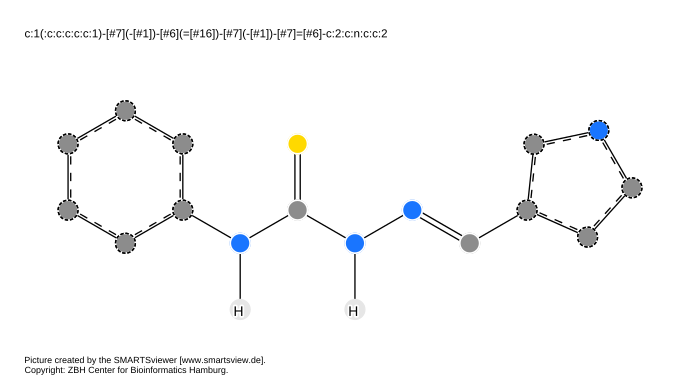 c:1(:c:c:c:c:c:1)-[#7](-[#1])-[#6](=[#16])-[#7](-[#1])-[#7]=[#6]-c:2:c:n:c:c:2
H
H
Picture created by the SMARTSviewer [www.smartsview.de].
Copyright: ZBH Center for Bioinformatics Hamburg.